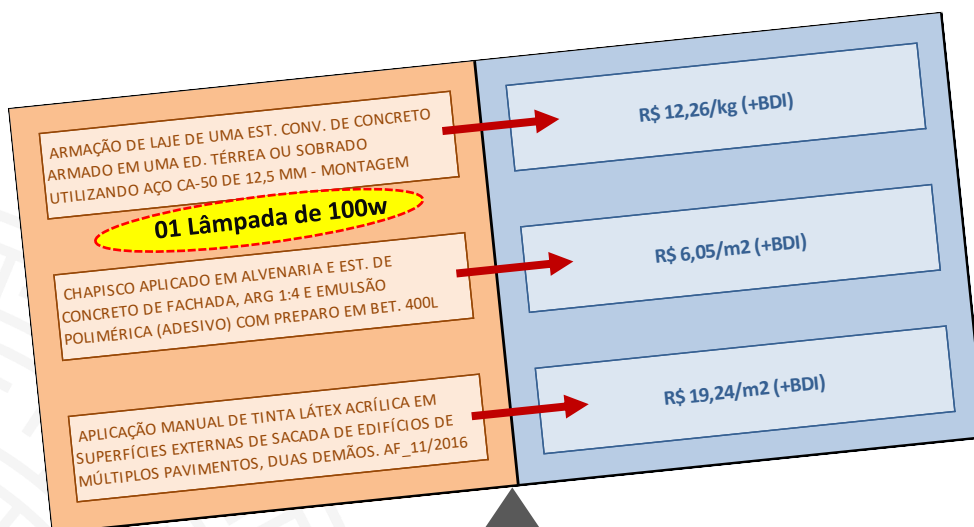 ARMAÇÃO DE LAJE DE UMA EST. CONV. DE CONCRETO
ARMADO EM UMA ED. TÉRREA OU SOBRADO
UTILIZANDO AÇO CA-50 DE 12,5 MM - MONTAGEM
R$ 12,26/kg (+BDI)
01 Lâmpada de 100w
CHAPISCO APLICADO EM ALVENARIA E EST. DE
CONCRETO DE FACHADA, ARG 1:4 E EMULSÃO
POLIMÉRICA (ADESIVO) COM PREPARO EM BET. 400L
R$ 6,05/m2 (+BDI)
APLICAÇÃO MANUAL DE TINTA LÁTEX ACRÍLICA EM
SUPERFÍCIES EXTERNAS DE SACADA DE EDIFÍCIOS DE
MÚLTIPLOS PAVIMENTOS, DUAS DEMÃOS. AF_11/2016
R$ 19,24/m2 (+BDI)